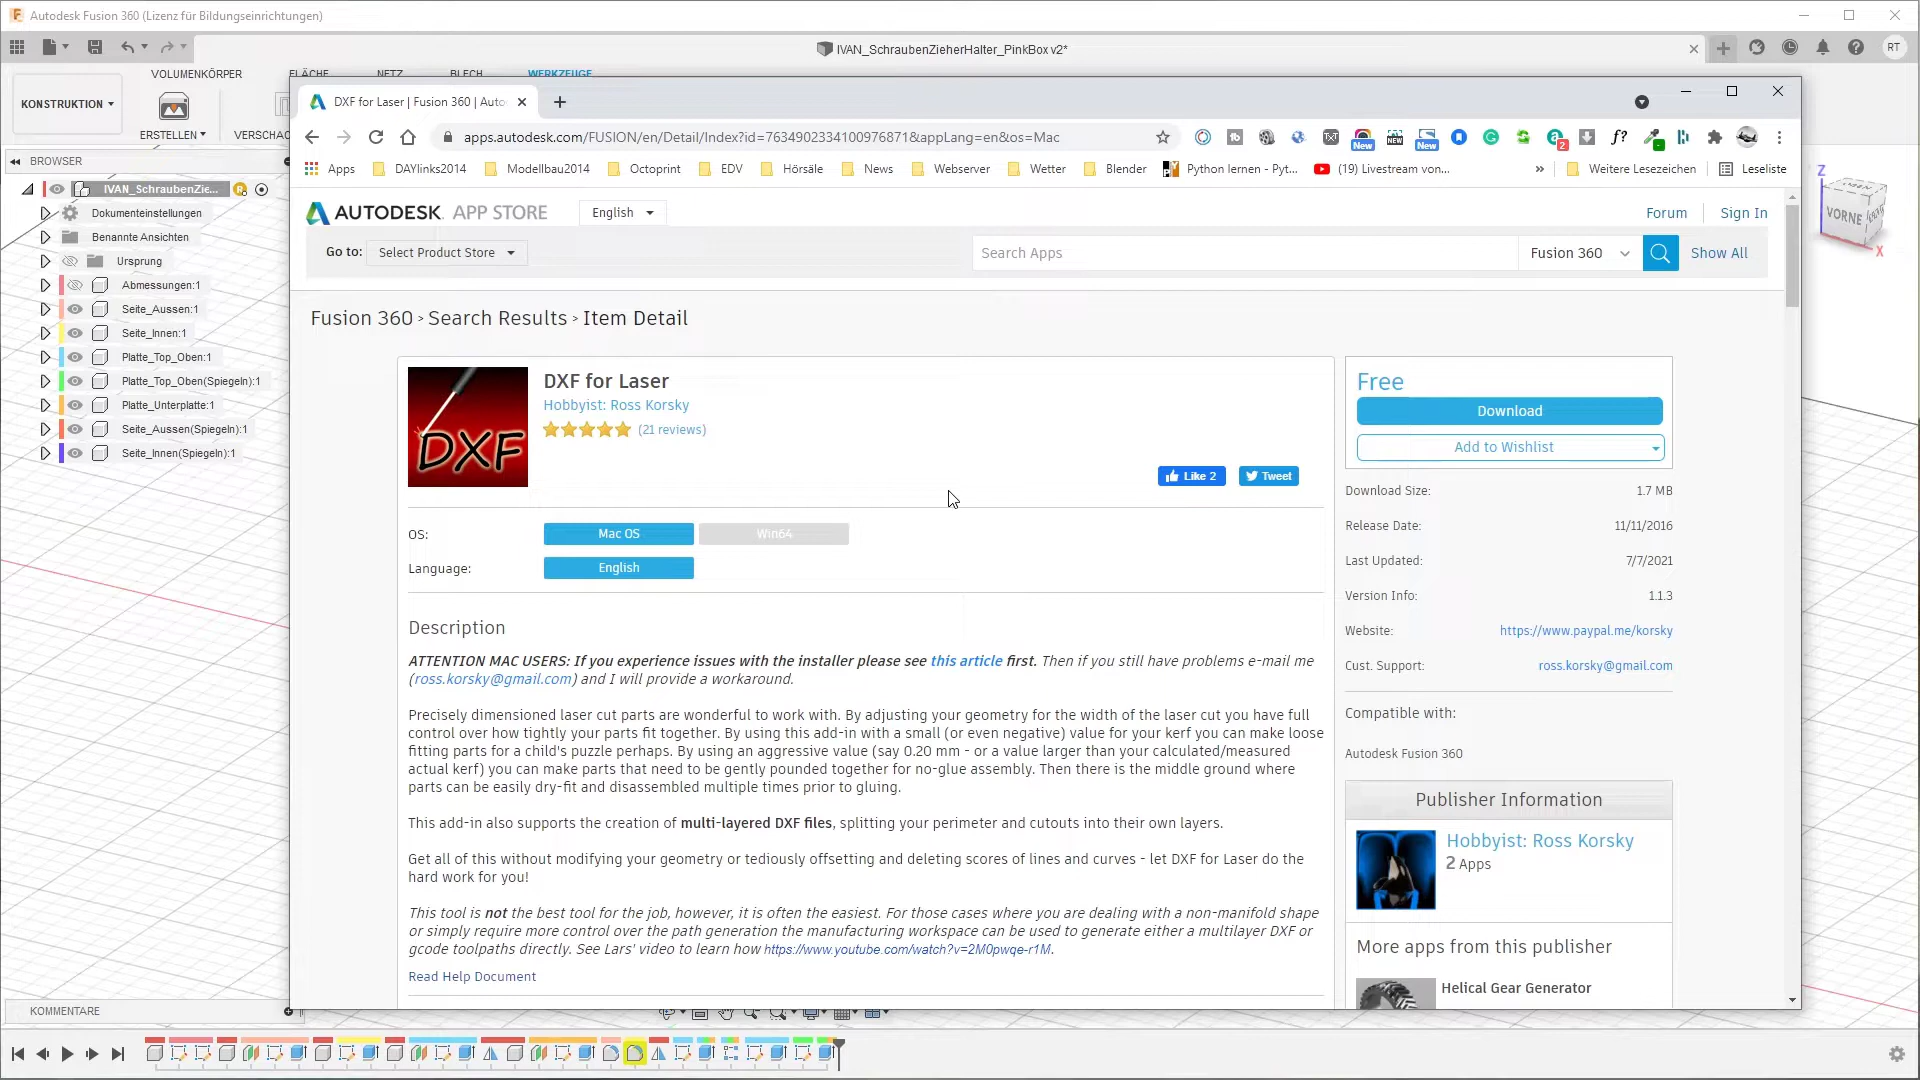 Autodesk Fusion 360 (Lizenz für Bildungseinrichtungen)
IVAN_SchraubenZieherHalter_PinkBox v2*
RT
VOLUMENKÖRPER
FLÄCHE
NETZ
BLECH
WERKZEUGE
KONSTRUKTION
ERSTELLEN
DXF for Laser | Fusion 360 | Auto
apps.autodesk.com/FUSION/en/Detail/Index?id=7634902334100976871&appLang=en&os=Mac
New
NEW
New
2
Apps
DAYlinks2014
Modellbau2014
Octoprint
EDV
Hörsäle
News
Webserver
Wetter
Blender
Python lernen - Pyt...
(19) Livestream von...
»
Weitere Lesezeichen
Leseliste
BROWSER
IVAN_SchraubenZie...
Dokumenteinstellungen
Benannte Ansichten
Ursprung
Abmessungen:1
Seite_Aussen:1
Seite_Innen:1
Platte_Top_Oben:1
Platte_Top_Oben(Spiegeln):1
Platte_Unterplatte:1
Seite_Aussen(Spiegeln):1
Seite_Innen(Spiegeln):1
Z
VORNE
X
AUTODESK. APP STORE
English
Forum
Sign In
Go to:
Select Product Store
Search Apps
Fusion 360
Show All
Fusion 360 > Search Results > Item Detail
DXF
DXF for Laser
Hobbyist: Ross Korsky
(21 reviews)
Like 2
Tweet
OS:
Mac OS
Win64
Language:
English
Description
ATTENTION MAC USERS: If you experience issues with the installer please see this article first. Then if you still have problems e-mail me
(ross.korsky@gmail.com) and I will provide a workaround.
Precisely dimensioned laser cut parts are wonderful to work with. By adjusting your geometry for the width of the laser cut you have full
control over how tightly your parts fit together. By using this add-in with a small (or even negative) value for your kerf you can make loose
fitting parts for a child's puzzle perhaps. By using an aggressive value (say 0.20 mm - or a value larger than your calculated/measured
actual kerf) you can make parts that need to be gently pounded together for no-glue assembly. Then there is the middle ground where
parts can be easily dry-fit and disassembled multiple times prior to gluing.
This add-in also supports the creation of multi-layered DXF files, splitting your perimeter and cutouts into their own layers.
Get all of this without modifying your geometry or tediously offsetting and deleting scores of lines and curves - let DXF for Laser do the
hard work for you!
This tool is not the best tool for the job, however, it is often the easiest. For those cases where you are dealing with a non-manifold shape
or simply require more control over the path generation the manufacturing workspace can be used to generate either a multilayer DXF or
gcode toolpaths directly. See Lars' video to learn how https://www.youtube.com/watch?v=2M0pwqe-r1M.
Read Help Document
Free
Download
Add to Wishlist
Download Size:
1.7 MB
Release Date:
11/11/2016
Last Updated:
7/7/2021
Version Info:
1.1.3
Website:
https://www.paypal.me/korsky
Cust. Support:
ross.korsky@gmail.com
Compatible with:
Autodesk Fusion 360
Publisher Information
Hobbyist: Ross Korsky
2 Apps
More apps from this publisher
Helical Gear Generator
KOMMENTARE